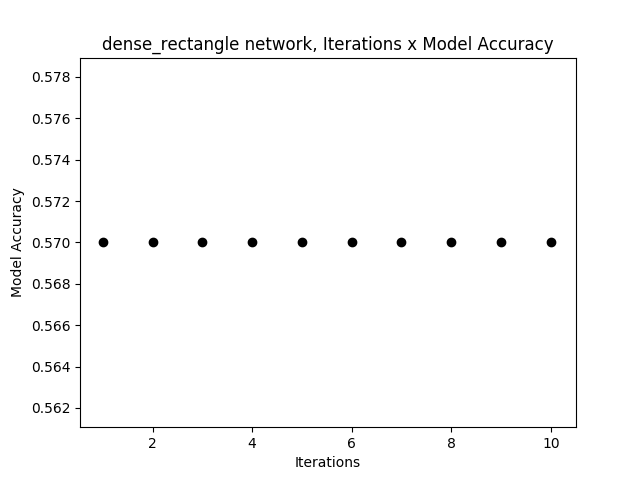 dense_rectangle network, Iterations x Model Accuracy
0.578
0.576
0.574
0.572
0.570
0.568
0.566
0.564
0.562
Model Accuracy
2 4 6 8 10
Iterations